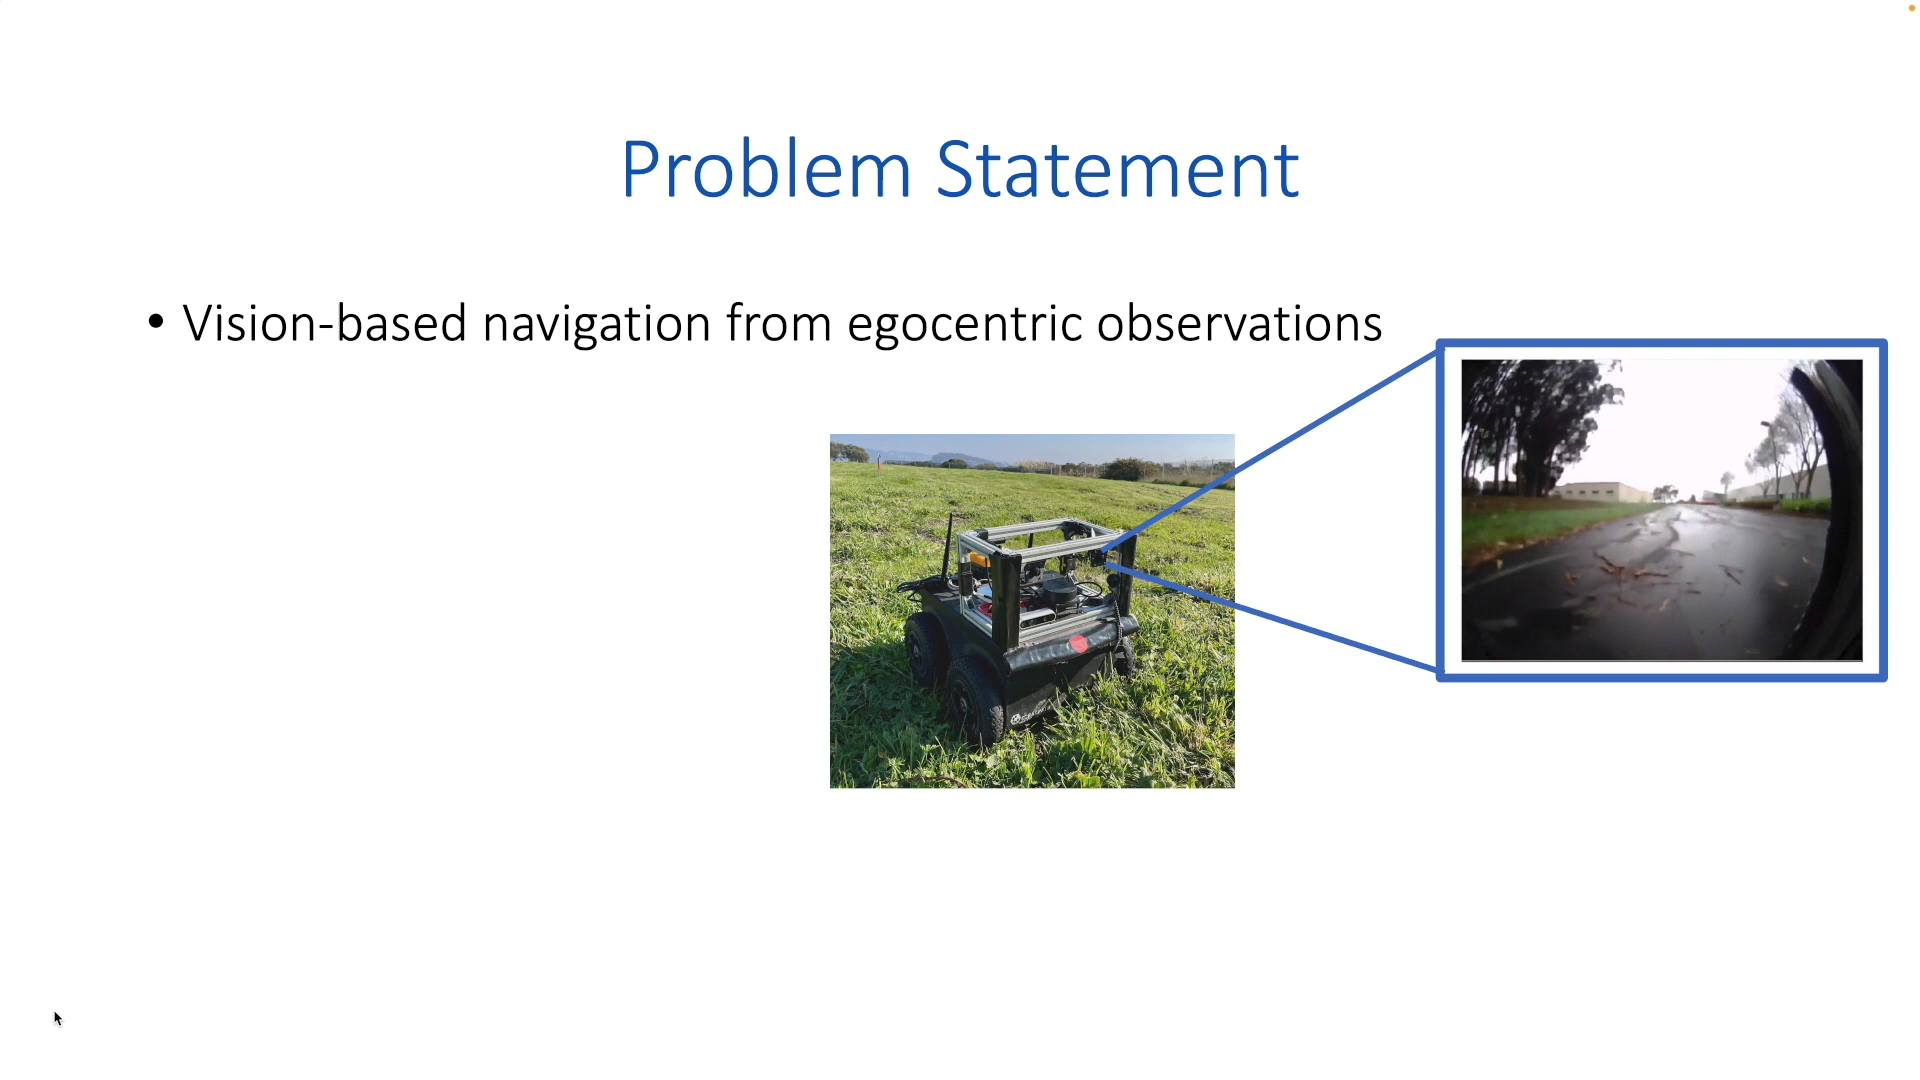 Problem Statement
• Vision-based navigation from egocentric observations